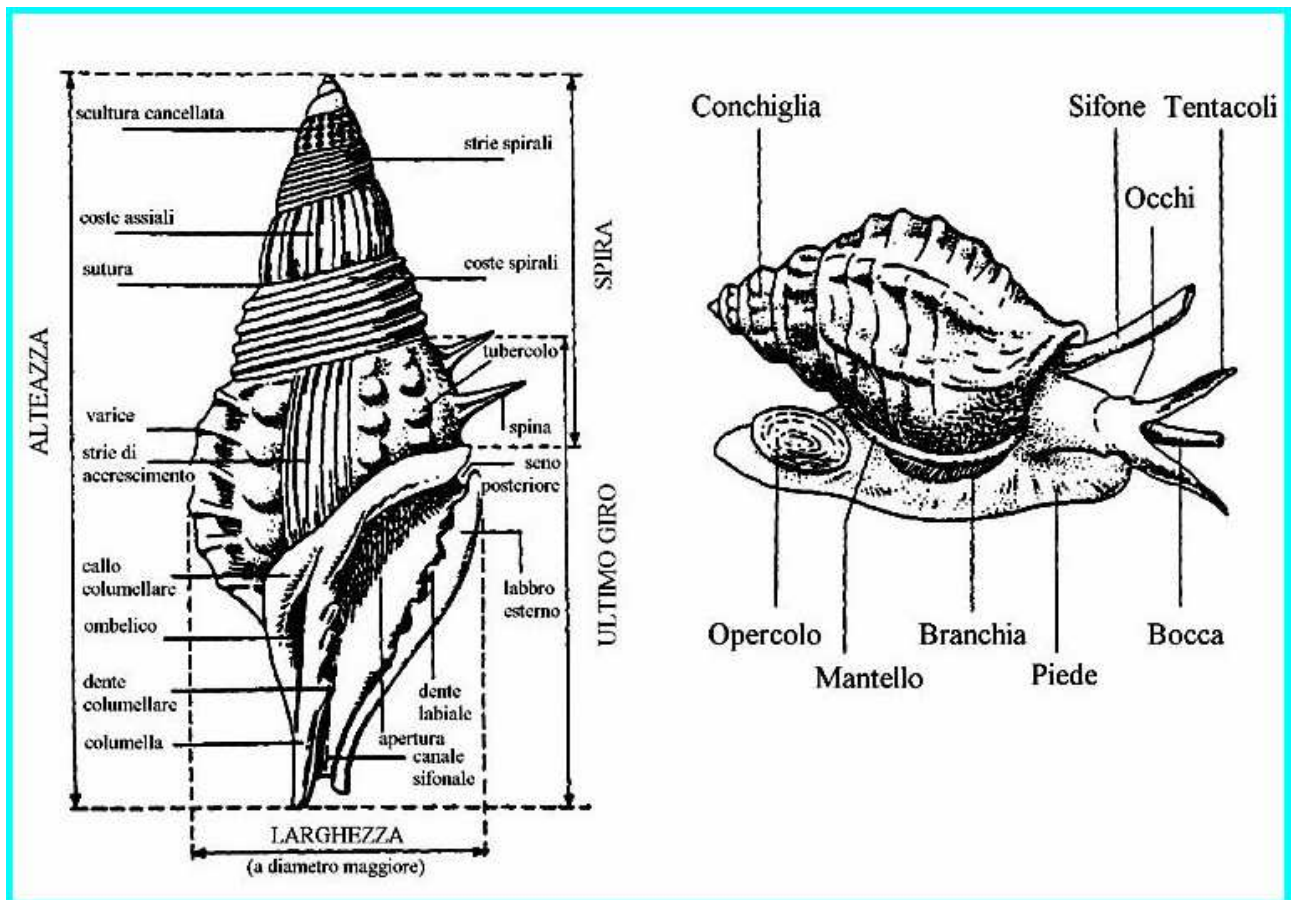 scultura cancellata
strie spirali
coste assiali
sutura
coste spirali
tubercolo
varice
spina
strie di
accrescimento
seno
posteriore
callo
columellare
labbro
esterno
ombelico
dente
columellare
dente
labiale
columella
apertura
canale
sifonale
ALTEAZZA
SPIRA
ULTIMO GIRO
LARGHEZZA
(a diametro maggiore)
Conchiglia
Sifone
Tentacoli
Occhi
Opercolo
Mantello
Branchia
Piede
Bocca